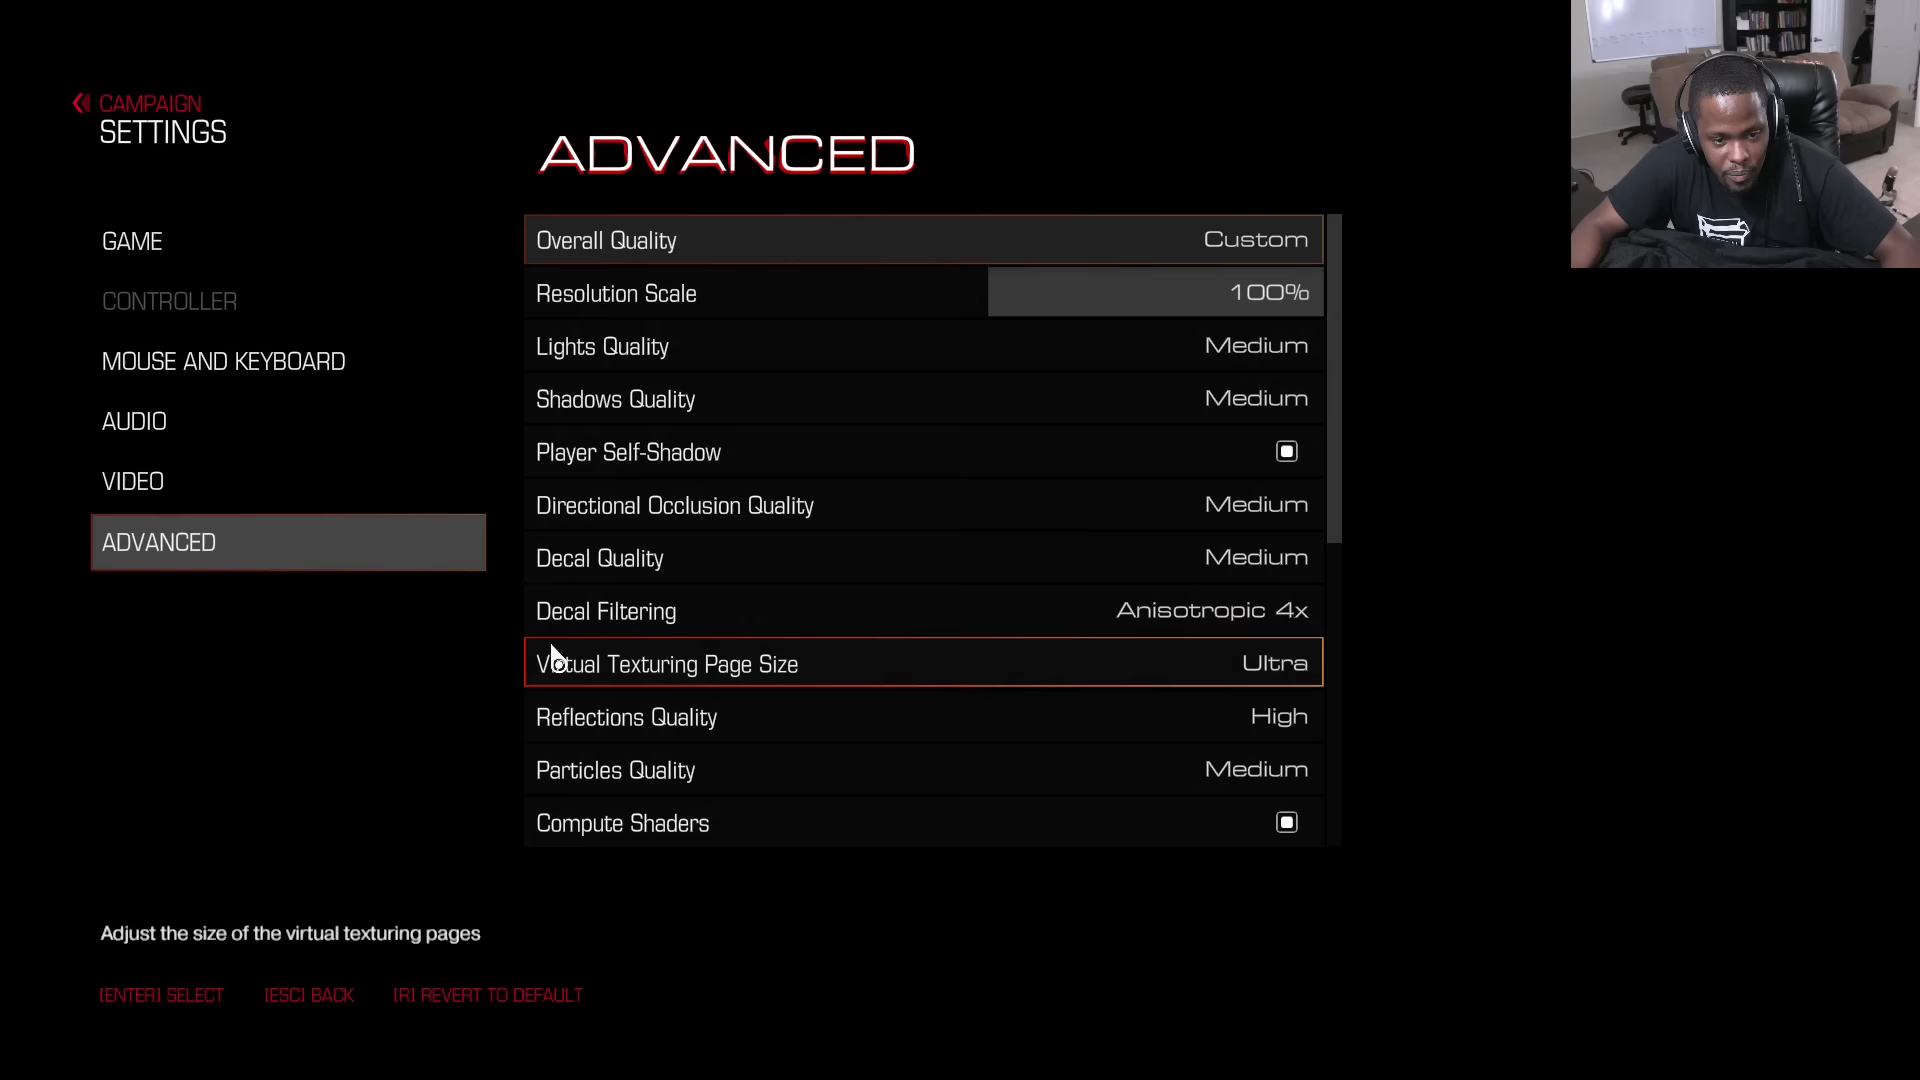 CAMPAIGN
SETTINGS
ADVANCED
GAME
CONTROLLER
MOUSE AND KEYBOARD
AUDIO
VIDEO
ADVANCED
Overall Quality Custom
Resolution Scale 100%
Lights Quality Medium
Shadows Quality Medium
Player Self-Shadow
Directional Occlusion Quality Medium
Decal Quality Medium
Decal Filtering Anisotropic 4x
Virtual Texturing Page Size Ultra
Reflections Quality High
Particles Quality Medium
Compute Shaders
Adjust the size of the virtual texturing pages
[ENTER] SELECT [ESC] BACK [R] REVERT TO DEFAULT